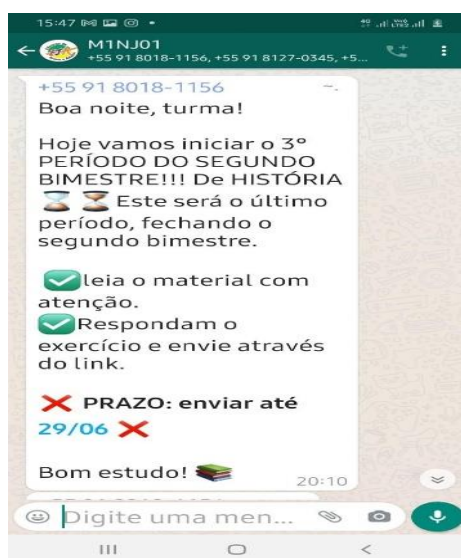 15:47
M1NJ01
+55 91 8018-1156, +55 91 8127-0345, +5...
+55 91 8018-1156
~.
Boa noite, turma!
Hoje vamos iniciar o 3º
PERÍODO DO SEGUNDO
BIMESTRE!!! De HISTÓRIA
⌛ ⌛ Este será o último
período, fechando o
segundo bimestre.
✅leia o material com
atenção.
✅Respondam o
exercício e envie através
do link.
❌ PRAZO: enviar até
29/06 ❌
Bom estudo! 📚
20:10
Digite uma men...